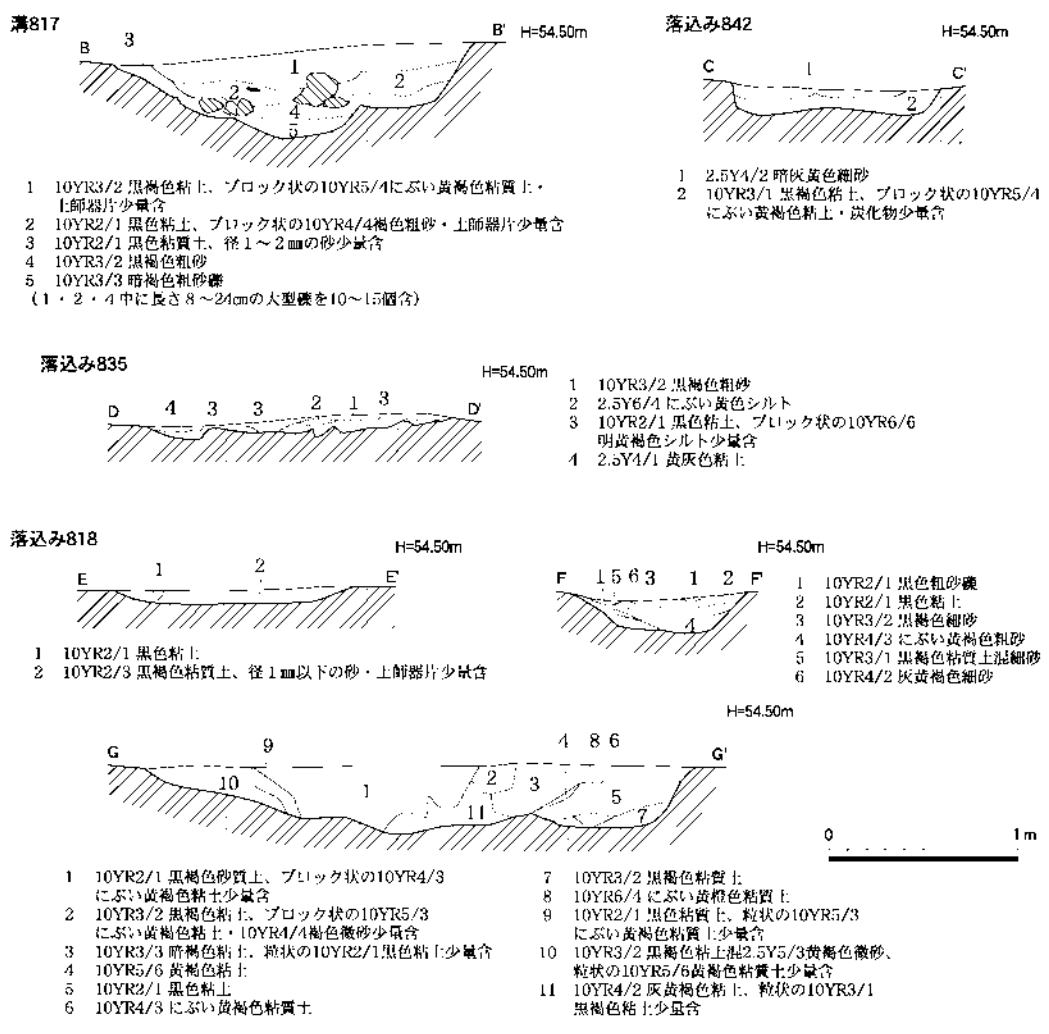 溝817
B 3 1 2 2 4 4 5 B' H=54.50m
1 10YR3/2 黒褐色粘土、ブロック状の10YR5/4にぶい黄褐色粘質土・
土師器片少量含
2 10YR2/1 黒色粘土、ブロック状の10YR4/4褐色粗砂・土師器片少量含
3 10YR2/1 黒色粘質土、径1~2㎜の砂少量含
4 10YR3/2 黒褐色粗砂
5 10YR3/3 暗褐色粗砂礫
(1・2・4中に長さ8~24㎝の大型礫を10~15個含)
落込み842
H=54.50m
C 1 2 C'
1 2.5Y4/2 暗灰黄色細砂
2 10YR3/1 黒褐色粘土、ブロック状の10YR5/4
にぶい黄褐色粘土・炭化物少量含
落込み835
H=54.50m
D 4 3 3 2 1 3 D'
1 10YR3/2 黒褐色粗砂
2 2.5Y6/4 にぶい黄色シルト
3 10YR2/1 黒色粘土、ブロック状の10YR6/6
明黄褐色シルト少量含
4 2.5Y4/1 黄灰色粘土
落込み818
H=54.50m
E 1 2 E'
1 10YR2/1 黒色粘土
2 10YR2/3 黒褐色粘質土、径1㎜以下の砂・土師器片少量含
H=54.50m
F 1 5 6 3 1 2 F'
4
1 10YR2/1 黒色粗砂礫
2 10YR2/1 黒色粘土
3 10YR3/2 黒褐色細砂
4 10YR4/3 にぶい黄褐色粗砂
5 10YR3/1 黒褐色粘質土混細砂
6 10YR4/2 灰黄褐色細砂
H=54.50m
G 9 4 8 6 G'
10 1 2 3 5 11 7
0 1m
1 10YR2/1 黒褐色砂質土、ブロック状の10YR4/3
にぶい黄褐色粘土少量含
2 10YR3/2 黒褐色粘土、ブロック状の10YR5/3
にぶい黄褐色粘土・10YR4/4褐色微砂少量含
3 10YR3/3 暗褐色粘土、粒状の10YR2/1黒色粘土少量含
4 10YR5/6 黄褐色粘土
5 10YR2/1 黒色粘土
6 10YR4/3 にぶい黄褐色粘質土
7 10YR3/2 黒褐色粘質土
8 10YR6/4 にぶい黄橙色粘質土
9 10YR2/1 黒色粘質土、粒状の10YR5/3
にぶい黄褐色粘質土少量含
10 10YR3/2 黒褐色粘土混2.5Y5/3黄褐色微砂、
粒状の10YR5/6黄褐色粘質土少量含
11 10YR4/2 灰黄褐色粘土、粒状の10YR3/1
黒褐色粘土少量含